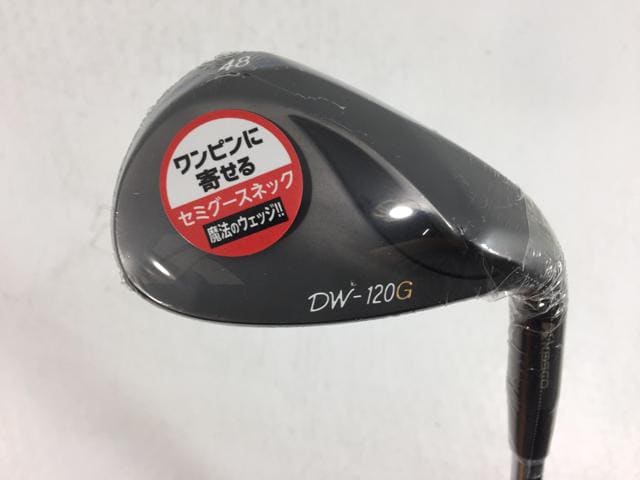 48
ワンピンに
寄せる
セミグースネック
魔法のウェッジ!!
DW-120G